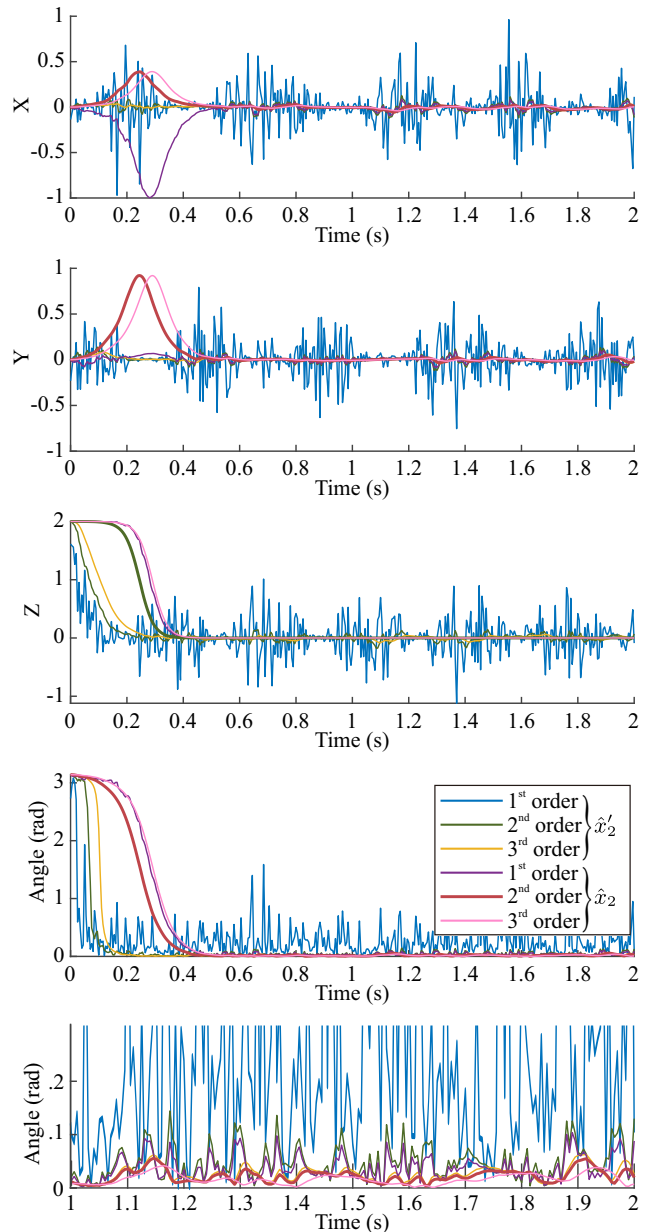 1
0.5
0
-0.5
-1
X
0 0.2 0.4 0.6 0.8 1 1.2 1.4 1.6 1.8 2
Time (s)
1
0.5
0
-0.5
-1
Y
0 0.2 0.4 0.6 0.8 1 1.2 1.4 1.6 1.8 2
Time (s)
2
1
0
-1
Z
0 0.2 0.4 0.6 0.8 1 1.2 1.4 1.6 1.8 2
Time (s)
3
2
1
0
Angle (rad)
1st order
2nd order
3rd order
x̂′₂
1st order
2nd order
3rd order
x̂₂
0 0.2 0.4 0.6 0.8 1 1.2 1.4 1.6 1.8 2
Time (s)
.2
.1
0
Angle (rad)
1 1.1 1.2 1.3 1.4 1.5 1.6 1.7 1.8 1.9 2
Time (s)